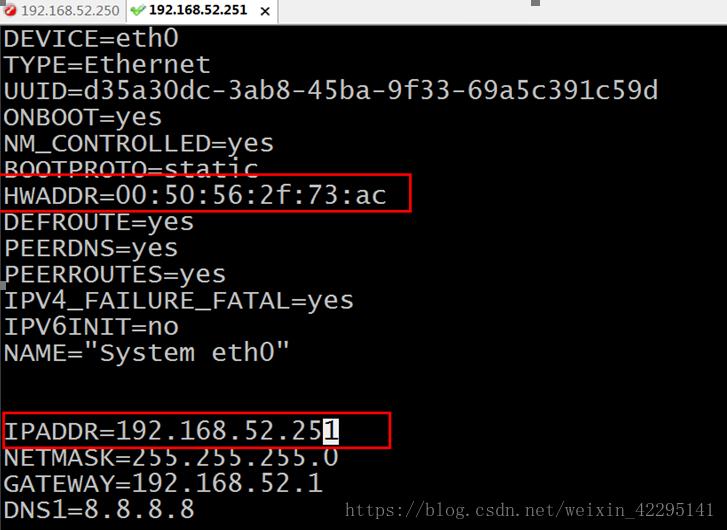 192.168.52.250 192.168.52.251 ×
DEVICE=eth0
TYPE=Ethernet
UUID=d35a30dc-3ab8-45ba-9f33-69a5c391c59d
ONBOOT=yes
NM_CONTROLLED=yes
BOOTPROTO=static
HWADDR=00:50:56:2f:73:ac
DEFROUTE=yes
PEERDNS=yes
PEERROUTES=yes
IPV4_FAILURE_FATAL=yes
IPV6INIT=no
NAME="System eth0"
IPADDR=192.168.52.251
NETMASK=255.255.255.0
GATEWAY=192.168.52.1
DNS1=8.8.8.8
https://blog.csdn.net/weixin_42295141